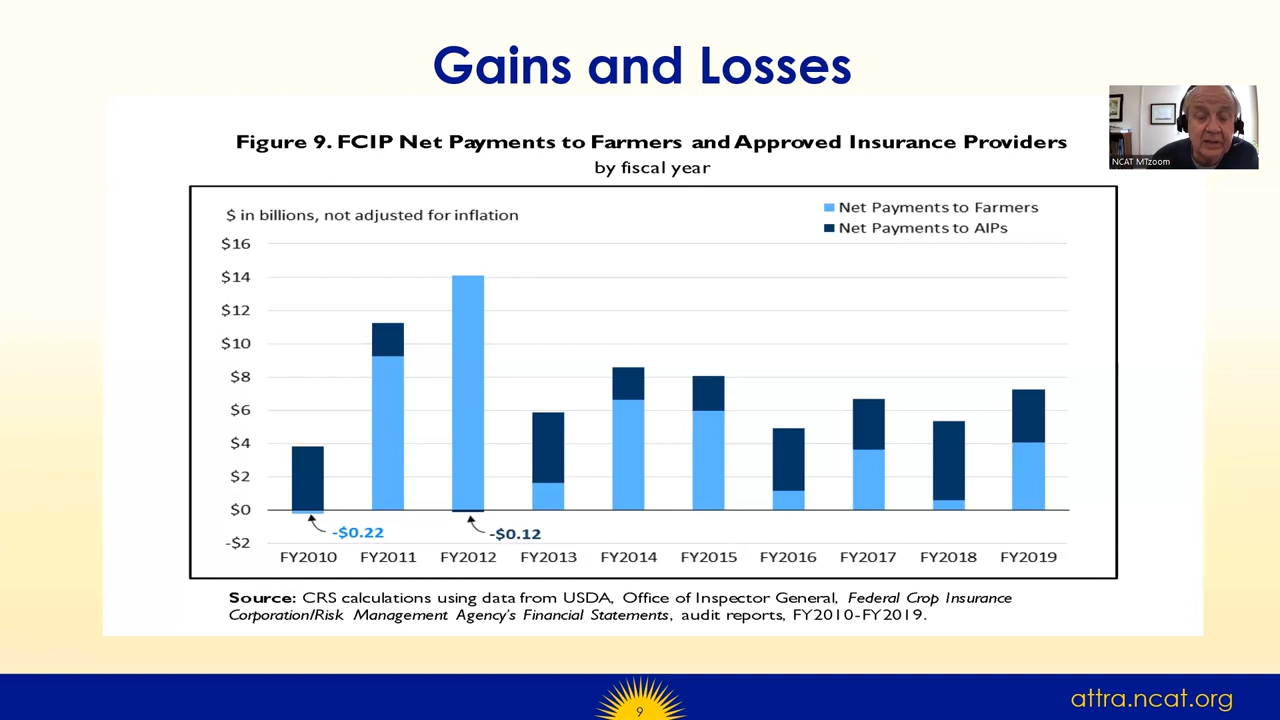 Gains and Losses
NCAT MTzoom
Figure 9. FCIP Net Payments to Farmers and Approved Insurance Providers
by fiscal year
$ in billions, not adjusted for inflation
Net Payments to Farmers
Net Payments to AIPs
$16
$14
$12
$10
$8
$6
$4
$2
$0
-$2
-$0.22
-$0.12
FY2010 FY2011 FY2012 FY2013 FY2014 FY2015 FY2016 FY2017 FY2018 FY2019
Source: CRS calculations using data from USDA, Office of Inspector General, Federal Crop Insurance
Corporation/Risk Management Agency's Financial Statements, audit reports, FY2010-FY2019.
9
attra.ncat.org